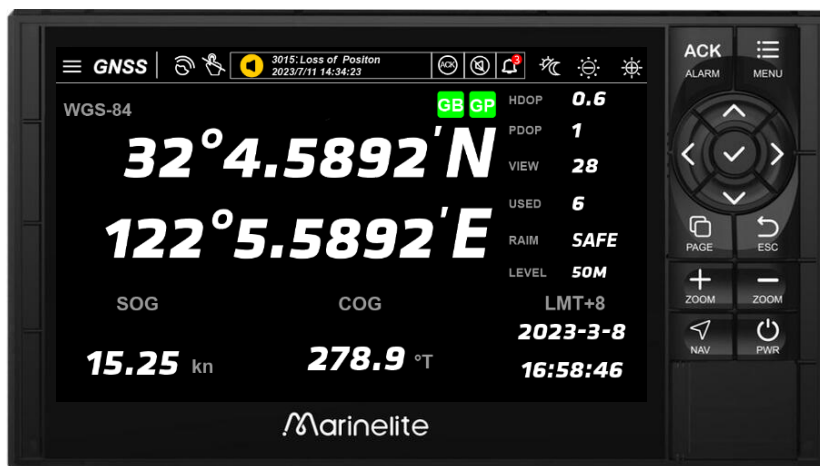 GNSS
3015:Loss of Positon
2023/7/11 14:34:23
ACK
3
ACK
ALARM
MENU
WGS-84
GB GP
HDOP 0.6
PDOP 1
VIEW 28
USED 6
RAIM SAFE
LEVEL 50M
32°4.5892'N
122°5.5892'E
SOG COG LMT+8
15.25 kn
278.9 °T
2023-3-8
16:58:46
PAGE
ESC
ZOOM
ZOOM
NAV
PWR
Marinelite